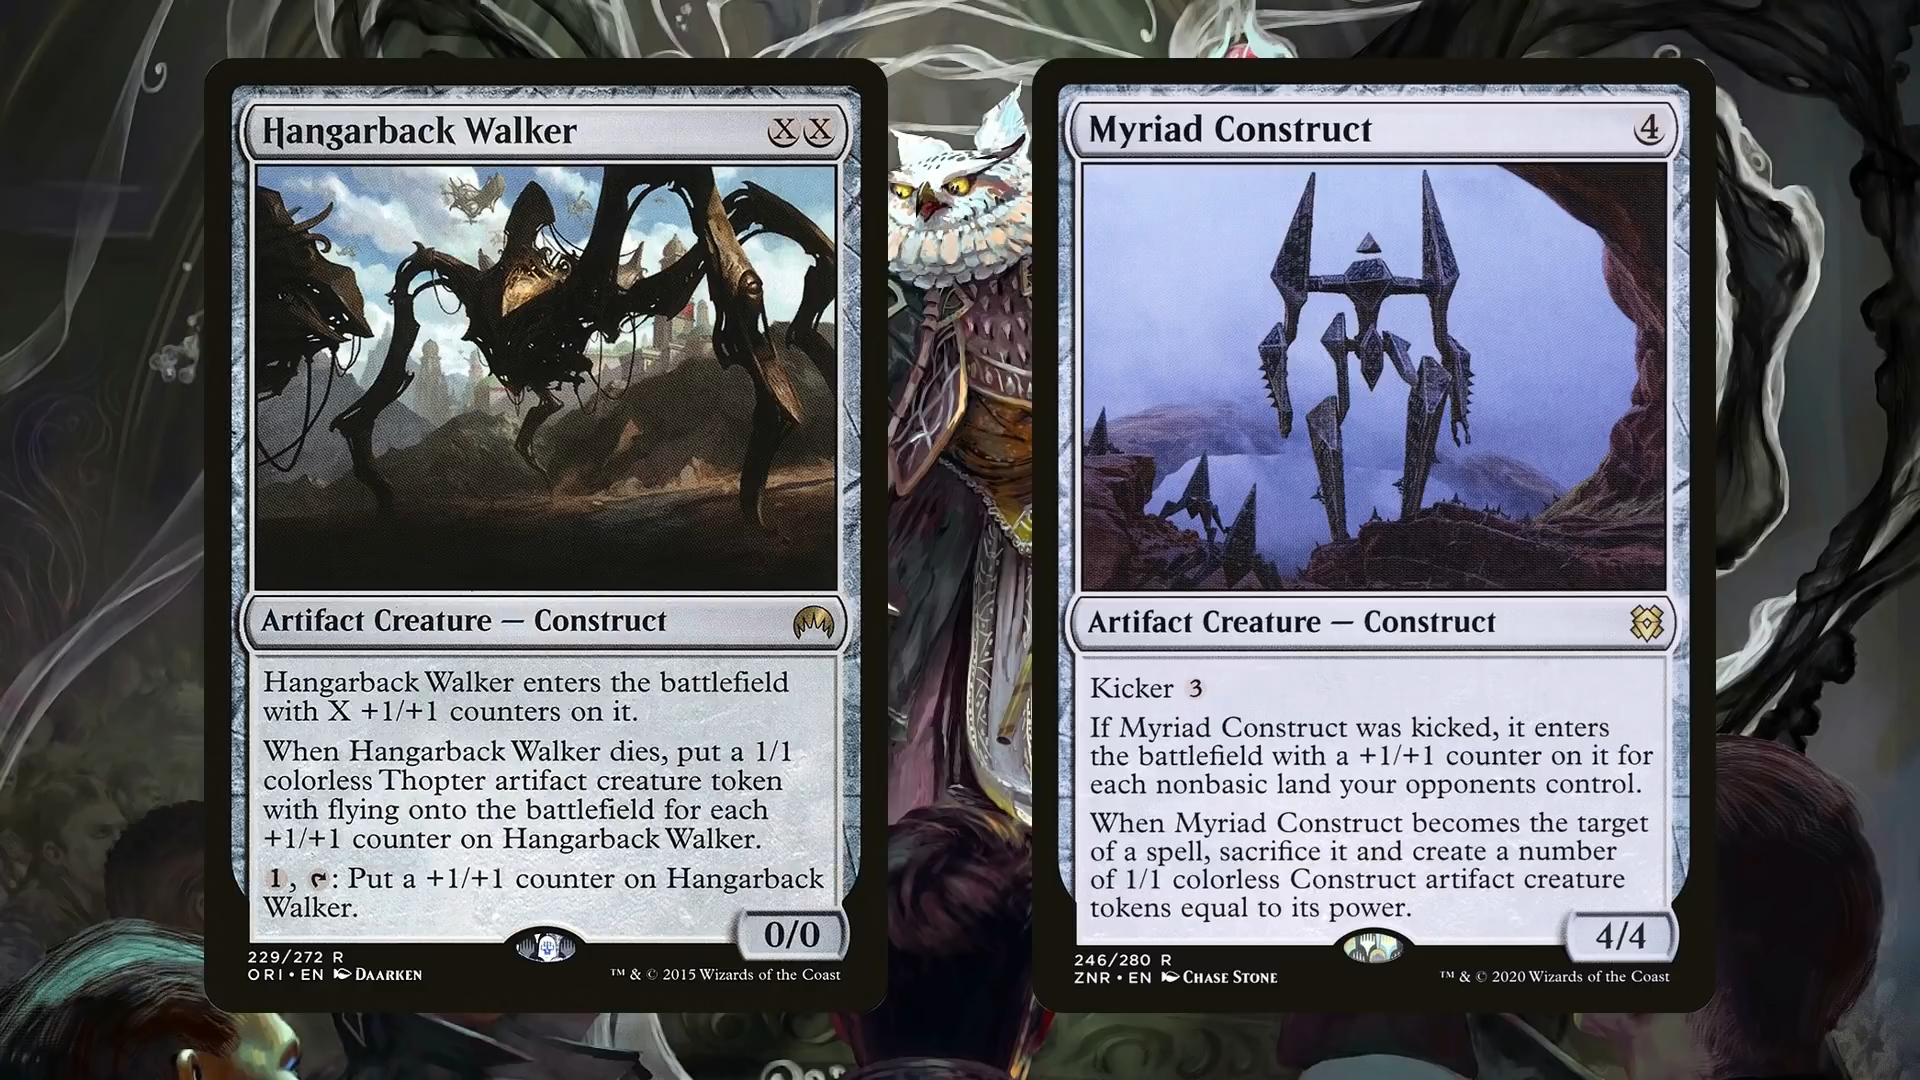 Hangarback Walker XX
Artifact Creature — Construct
Hangarback Walker enters the battlefield
with X +1/+1 counters on it.
When Hangarback Walker dies, put a 1/1
colorless Thopter artifact creature token
with flying onto the battlefield for each
+1/+1 counter on Hangarback Walker.
1, : Put a +1/+1 counter on Hangarback
Walker.
0/0
229/272 R
ORI • EN DAARKEN
™ & © 2015 Wizards of the Coast
Myriad Construct 4
Artifact Creature — Construct
Kicker 3
If Myriad Construct was kicked, it enters
the battlefield with a +1/+1 counter on it for
each nonbasic land your opponents control.
When Myriad Construct becomes the target
of a spell, sacrifice it and create a number
of 1/1 colorless Construct artifact creature
tokens equal to its power.
4/4
246/280 R
ZNR • EN CHASE STONE
™ & © 2020 Wizards of the Coast